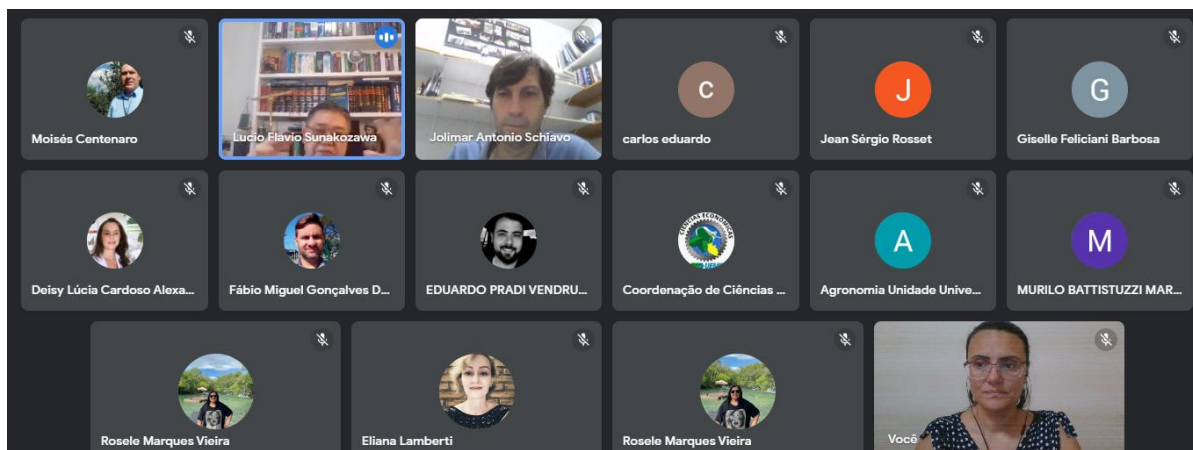 Moisés Centenaro
Lucio Flavio Sunakozawa
Jolimar Antonio Schiavo
c
carlos eduardo
J
Jean Sérgio Rosset
G
Giselle Feliciani Barbosa
Deisy Lúcia Cardoso Alexa...
Fábio Miguel Gonçalves D...
EDUARDO PRADI VENDRU...
CIÊNCIAS ECONÔMICAS
Coordenação de Ciências ...
A
Agronomia Unidade Unive...
M
MURILO BATTISTUZZI MAR...
Rosele Marques Vieira
Eliana Lamberti
Rosele Marques Vieira
Você